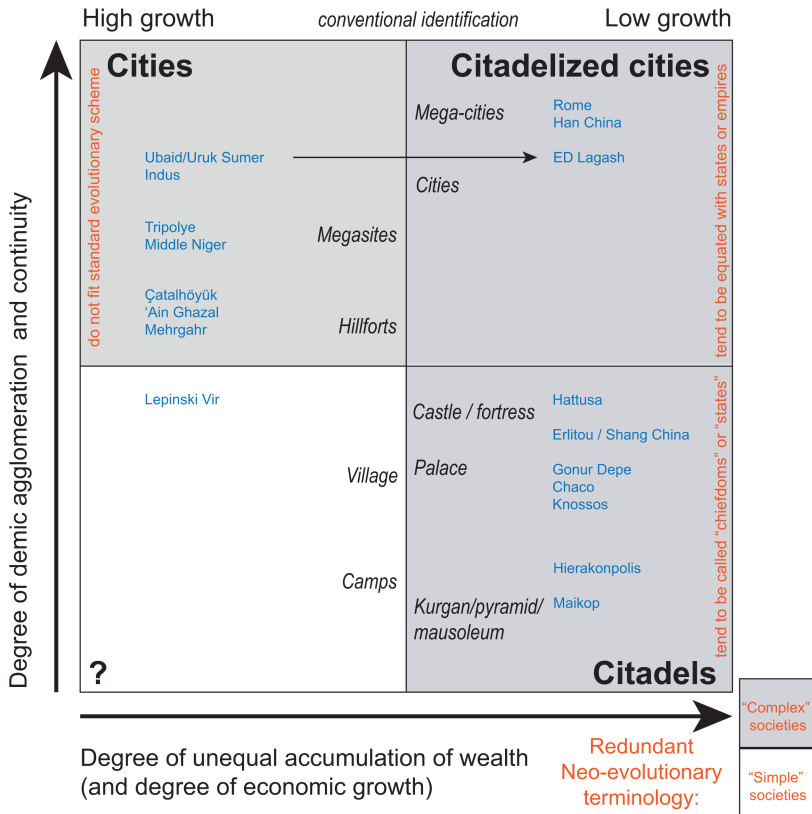 High growth
conventional identification
Low growth
Cities
Citadelized cities
do not fit standard evolutionary scheme
Mega-cities
Rome
Han China
Ubaid/Uruk Sumer
Indus
ED Lagash
Cities
Tripolye
Middle Niger
Megasites
Çatalhöyük
‘Ain Ghazal
Mehrgahr
Hillforts
tend to be equated with states or empires
Lepinski Vir
Castle / fortress
Hattusa
Erlitou / Shang China
Village
Palace
Gonur Depe
Chaco
Knossos
Camps
Hierakonpolis
Kurgan/pyramid/
mausoleum
Maikop
tend to be called “chiefdoms” or “states”
?
Citadels
Degree of demic agglomeration and continuity
Degree of unequal accumulation of wealth
(and degree of economic growth)
Redundant
Neo-evolutionary
terminology:
“Complex”
societies
“Simple”
societies